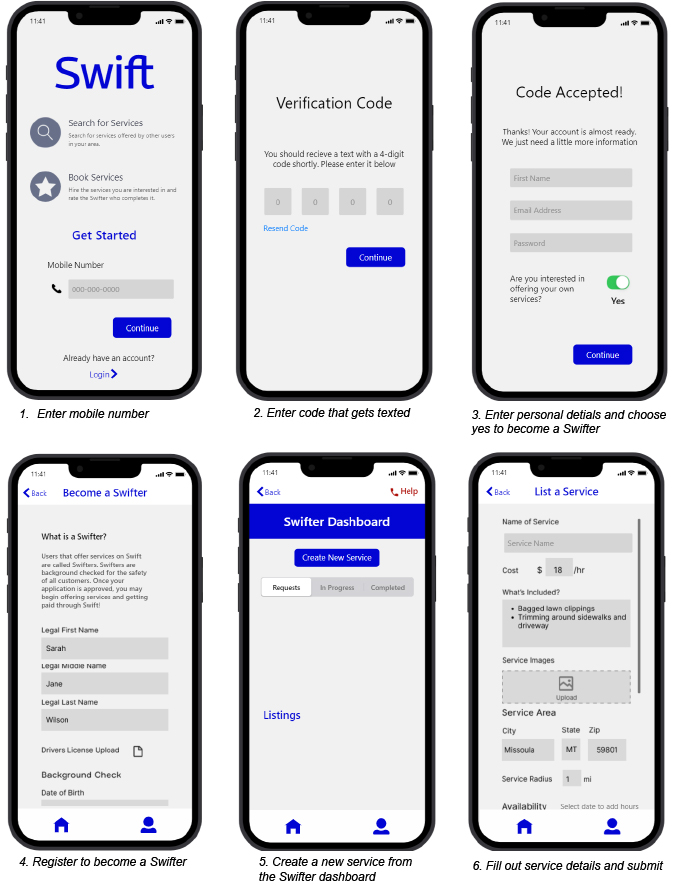 11:41
Swift
Search for Services
Search for services offered by other users
in your area.
Book Services
Hire the services you are interested in and
rate the Swifter who completes it.
Get Started
Mobile Number
000-000-0000
Continue
Already have an account?
Login
1. Enter mobile number
11:41
Verification Code
You should recieve a text with a 4-digit
code shortly. Please enter it below
0 0 0 0
Resend Code
Continue
2. Enter code that gets texted
11:41
Code Accepted!
Thanks! Your account is almost ready.
We just need a little more information
First Name
Email Address
Password
Are you interested in
offering your own
services?
Yes
Continue
3. Enter personal detials and choose
yes to become a Swifter
11:41
Back Become a Swifter
What is a Swifter?
Users that offer services on Swift
are called Swifters. Swifters are
background checked for the safety
of all customers. Once your
application is approved, you may
begin offering services and getting
paid through Swift!
Legal First Name
Sarah
Legal Middle Name
Jane
Legal Last Name
Wilson
Drivers License Upload
Background Check
Date of Birth
4. Register to become a Swifter
11:41
Back Help
Swifter Dashboard
Create New Service
Requests In Progress Completed
Listings
5. Create a new service from
the Swifter dashboard
11:41
Back List a Service
Name of Service
Service Name
Cost $ 18 /hr
What's Included?
• Bagged lawn clippings
• Trimming around sidewalks and
driveway
Service Images
Upload
Service Area
City State Zip
Missoula MT 59801
Service Radius 1 mi
Availability Select date to add hours
6. Fill out service details and submit